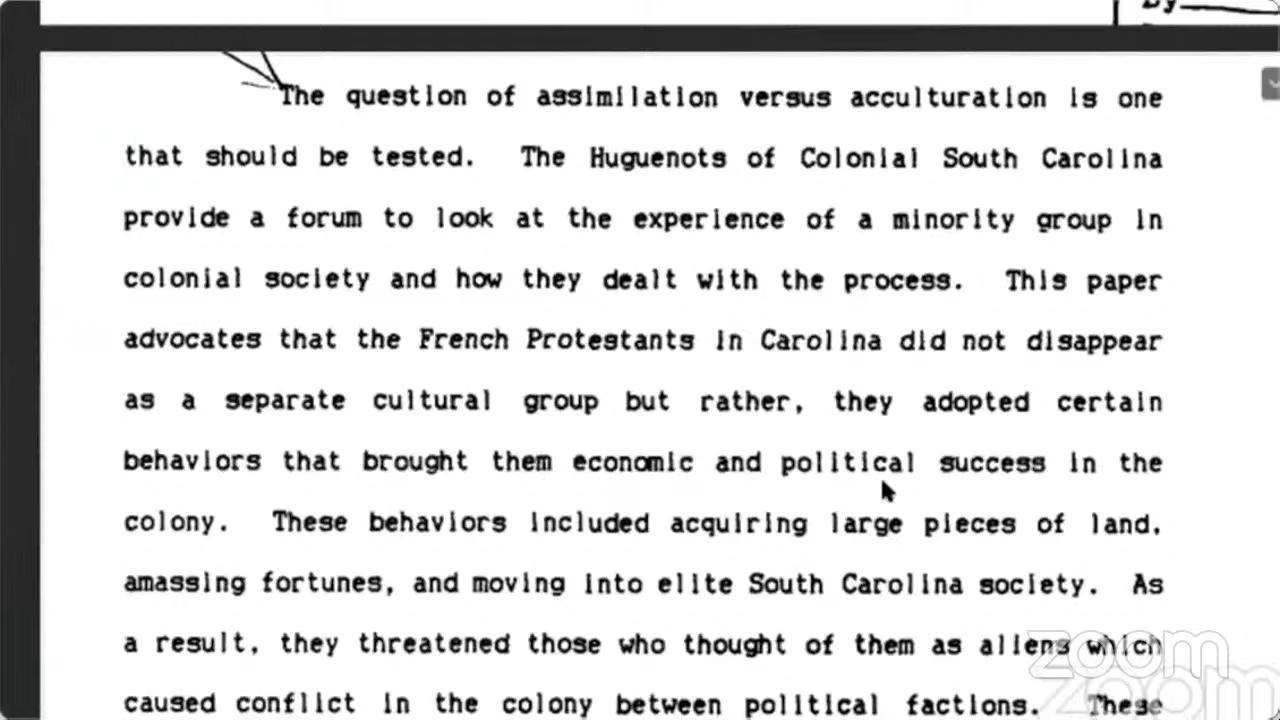 By
The question of assimilation versus acculturation is one
that should be tested. The Huguenots of Colonial South Carolina
provide a forum to look at the experience of a minority group in
colonial society and how they dealt with the process. This paper
advocates that the French Protestants in Carolina did not disappear
as a separate cultural group but rather, they adopted certain
behaviors that brought them economic and political success in the
colony. These behaviors included acquiring large pieces of land,
amassing fortunes, and moving into elite South Carolina society. As
a result, they threatened those who thought of them as aliens which
caused conflict in the colony between political factions. These
zoom
zoom